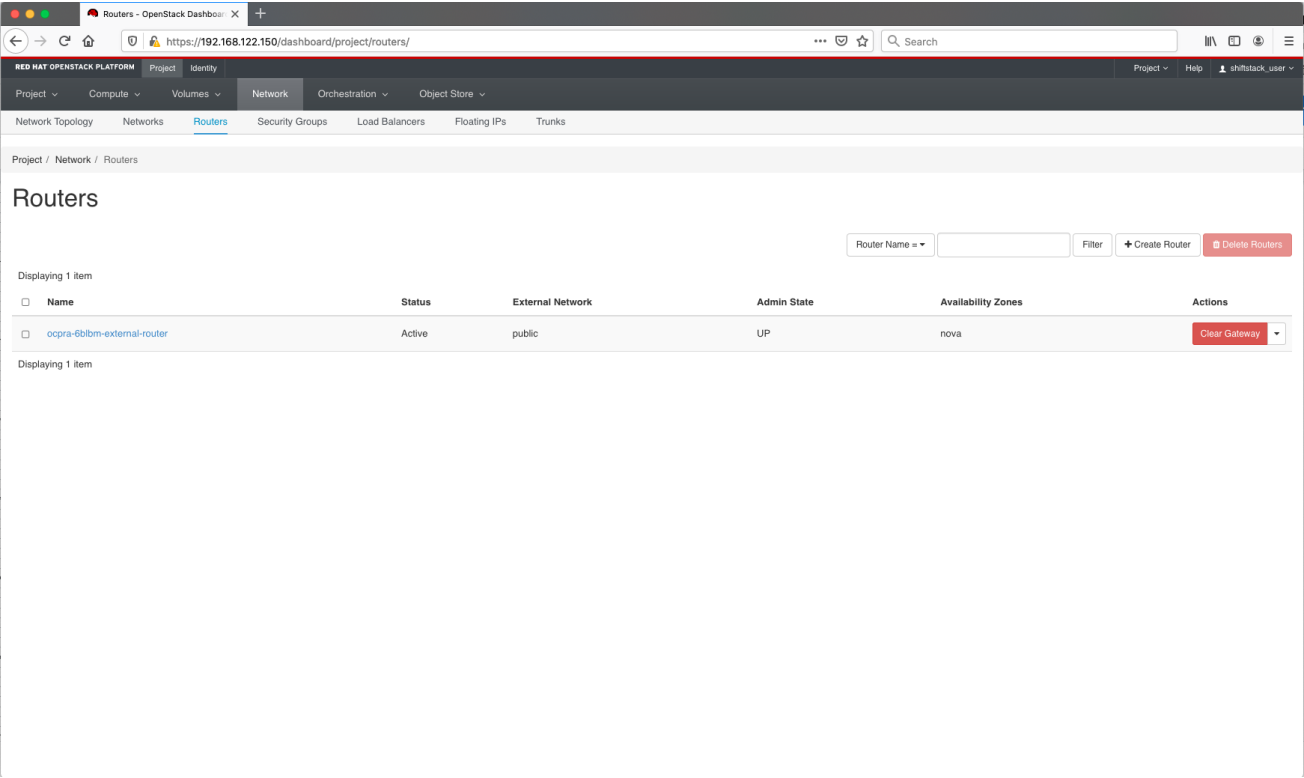 Routers - OpenStack Dashboar
https://192.168.122.150/dashboard/project/routers/
Search
RED HAT OPENSTACK PLATFORM Project Identity Project Help shiftstack_user
Project Compute Volumes Network Orchestration Object Store
Network Topology Networks Routers Security Groups Load Balancers Floating IPs Trunks
Project / Network / Routers
Routers
Router Name = Filter + Create Router Delete Routers
Displaying 1 item
Name Status External Network Admin State Availability Zones Actions
ocpra-6blbm-external-router Active public UP nova Clear Gateway
Displaying 1 item